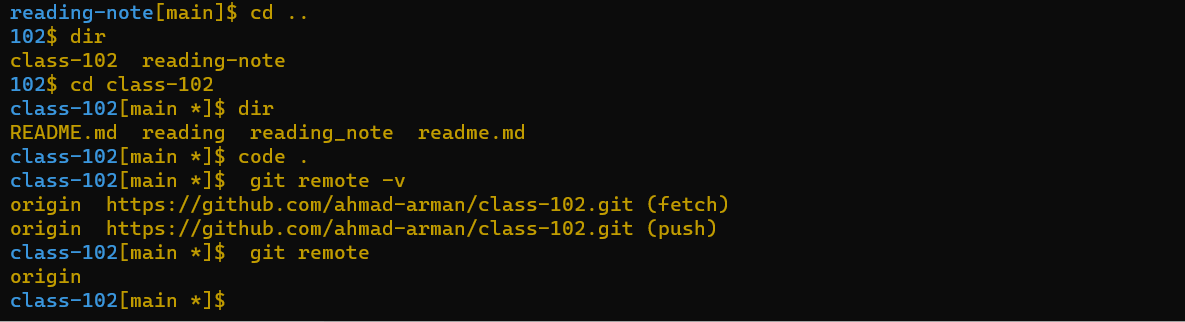 reading-note[main]$ cd ..
102$ dir
class-102  reading-note
102$ cd class-102
class-102[main *]$ dir
README.md  reading  reading_note  readme.md
class-102[main *]$ code .
class-102[main *]$  git remote -v
origin  https://github.com/ahmad-arman/class-102.git (fetch)
origin  https://github.com/ahmad-arman/class-102.git (push)
class-102[main *]$  git remote
origin
class-102[main *]$